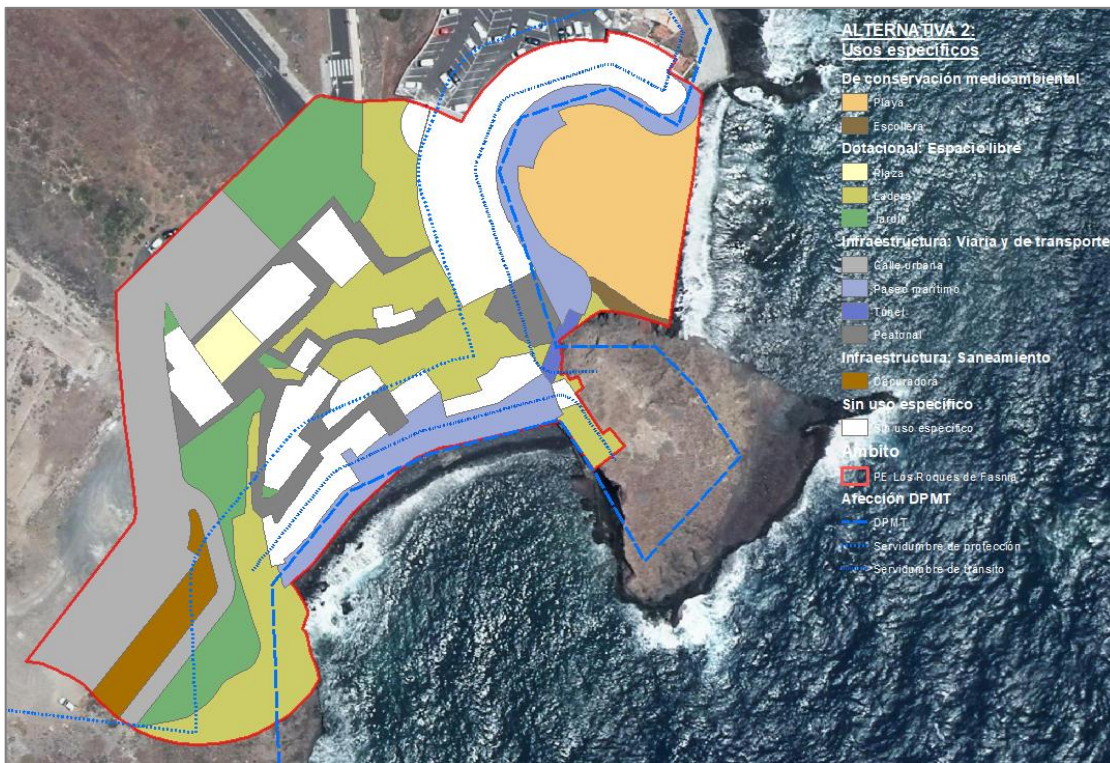 ALTERNATIVA 2:
Usos específicos
De conservación medioambiental
Playa
Escollera
Dotacional: Espacio libre
Plaza
Ladera
Jardín
Infraestructura: Viaria y de transporte
Calle urbana
Paseo marítimo
Túnel
Peatonal
Infraestructura: Saneamiento
Depuradora
Sin uso específico
Sin uso específico
Ámbito
PE Los Roques de Fasnia
Afección DPMT
DPMT
Servidumbre de protección
Servidumbre de tránsito